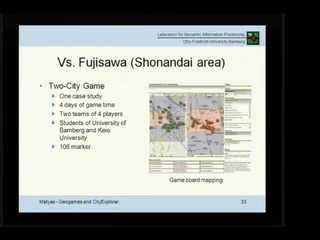 Laboratory for Semantic Information Processing
Otto-Friedrich-University Bamberg
Vs. Fujisawa (Shonandai area)
• Two-City Game
One case study
4 days of game time
Two teams of 4 players
Students of University of
Bamberg and Keio
University
106 marker
Game board mapping
Matyas - Geogames and CityExplorer
33